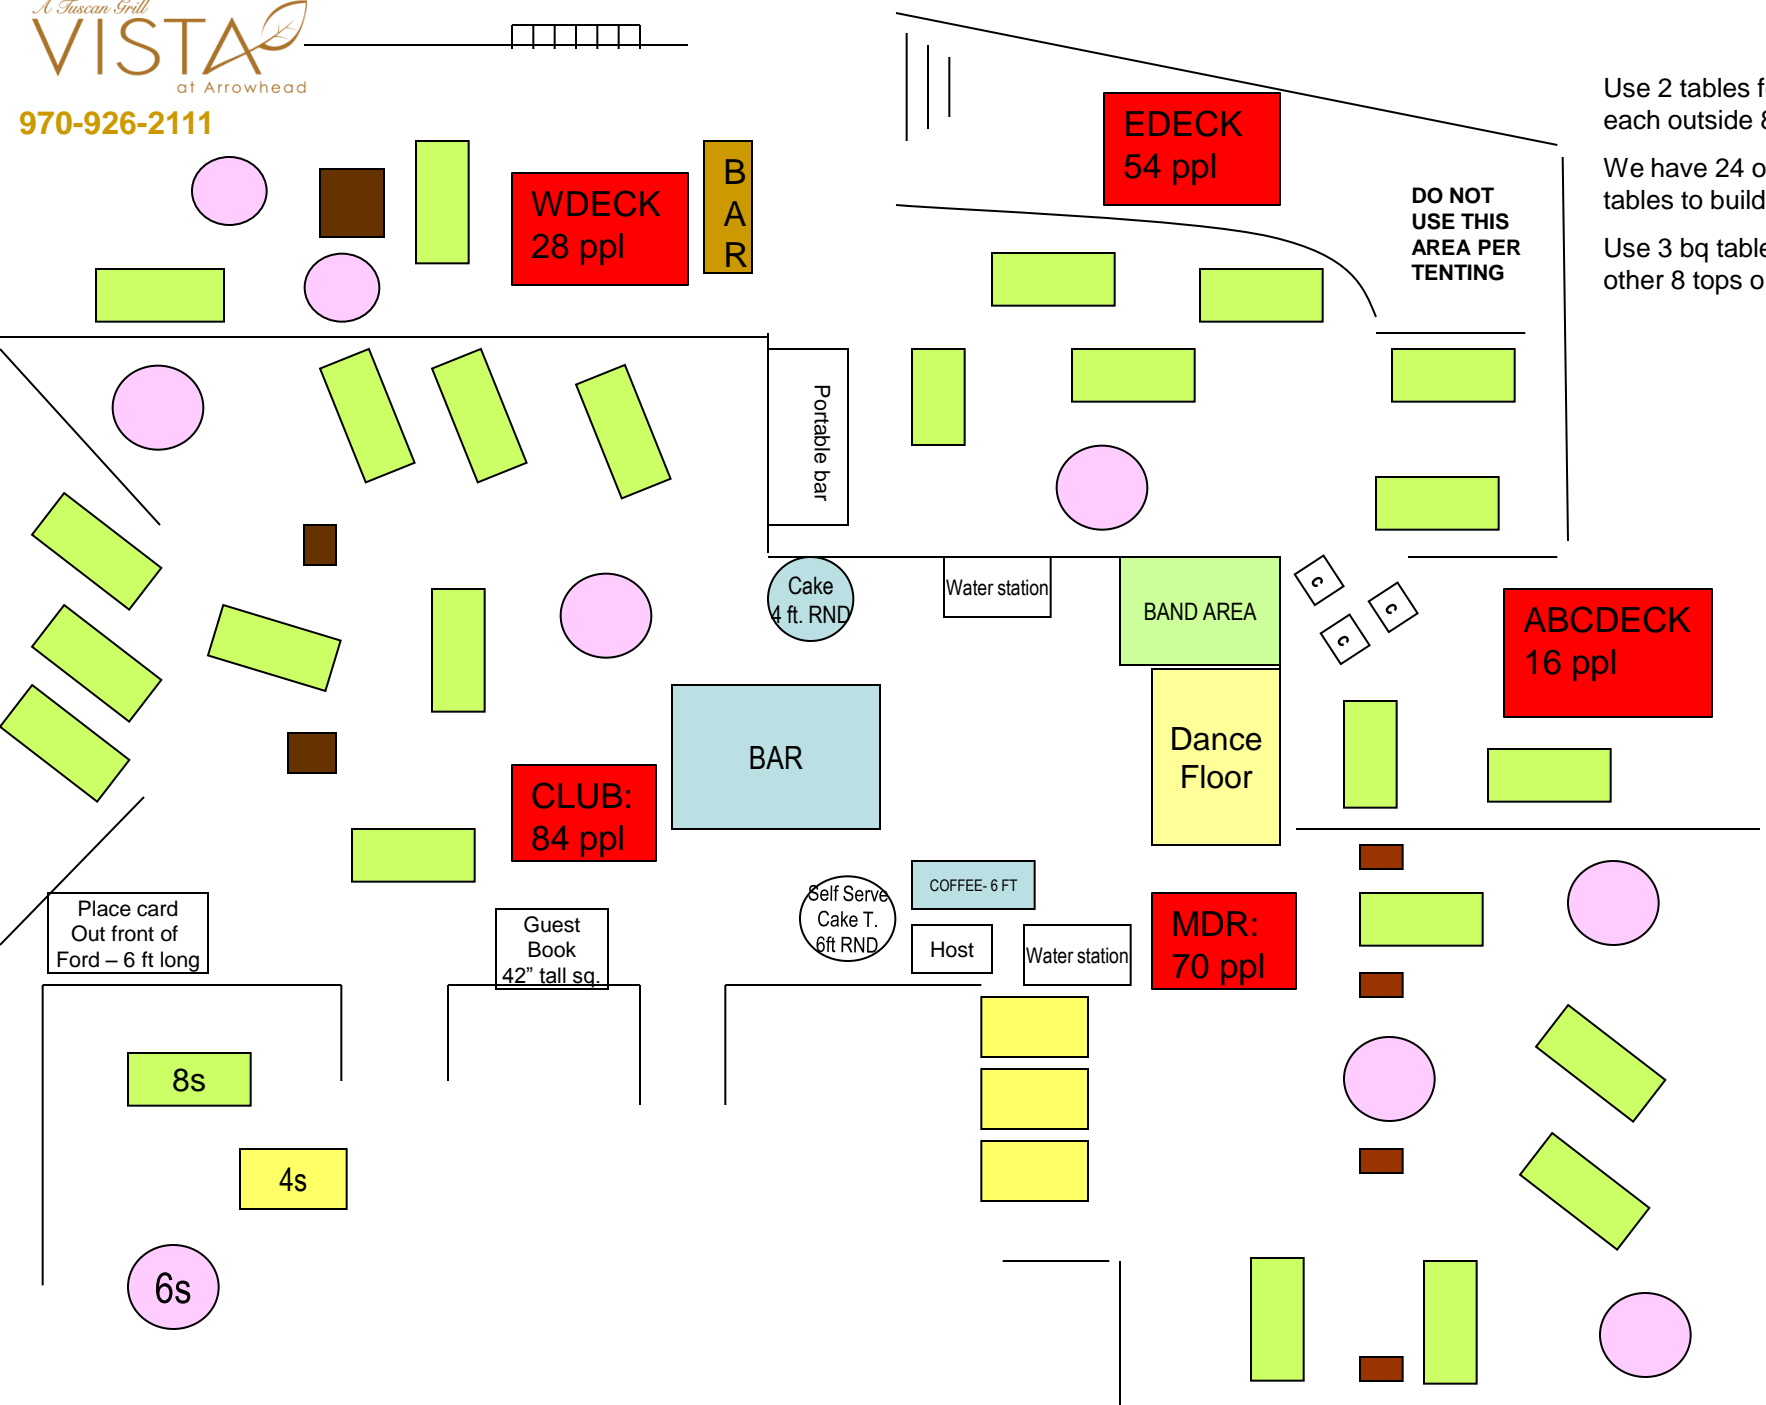 A Tuscan Grill
VISTA
at Arrowhead
970-926-2111
WDECK
28 ppl
B
A
R
EDECK
54 ppl
DO NOT
USE THIS
AREA PER
TENTING
Use 2 tables
each outside
We have 24
tables to build
Use 3 bq
other 8 tops
Portable bar
Cake
4 ft. RND
Water station
BAND AREA
c
c
c
ABCDECK
16 ppl
Dance
Floor
BAR
CLUB:
84 ppl
Place card
Out front of
Ford – 6 ft long
Guest
Book
42” tall sq.
Self Serve
Cake T.
6ft RND
COFFEE- 6 FT
Host
Water station
MDR:
70 ppl
8s
4s
6s